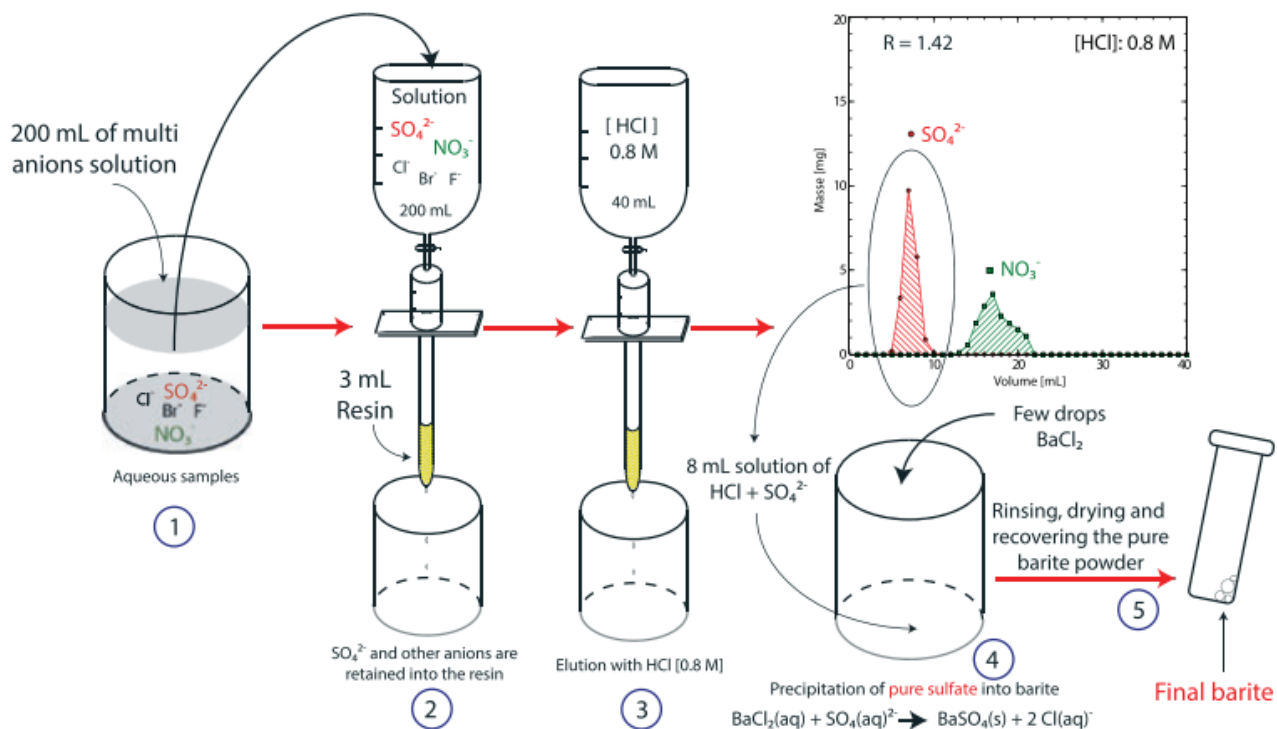 200 mL of multi
anions solution
Cl⁻ SO₄²⁻
Br⁻ F⁻
NO₃⁻
Aqueous samples
1
Solution
SO₄²⁻
NO₃⁻
Cl⁻ Br⁻ F⁻
200 mL
3 mL
Resin
SO₄²⁻ and other anions are
retained into the resin
2
[ HCl ]
0.8 M
40 mL
Elution with HCl [0.8 M]
3
R = 1.42
[HCl]: 0.8 M
SO₄²⁻
NO₃⁻
Masse [mg]
20
15
10
5
0
0 10 20 30 40
Volume [mL]
8 mL solution of
HCl + SO₄²⁻
Few drops
BaCl₂
4
Precipitation of pure sulfate into barite
BaCl₂(aq) + SO₄(aq)²⁻ → BaSO₄(s) + 2 Cl(aq)⁻
Rinsing, drying and
recovering the pure
barite powder
5
Final barite